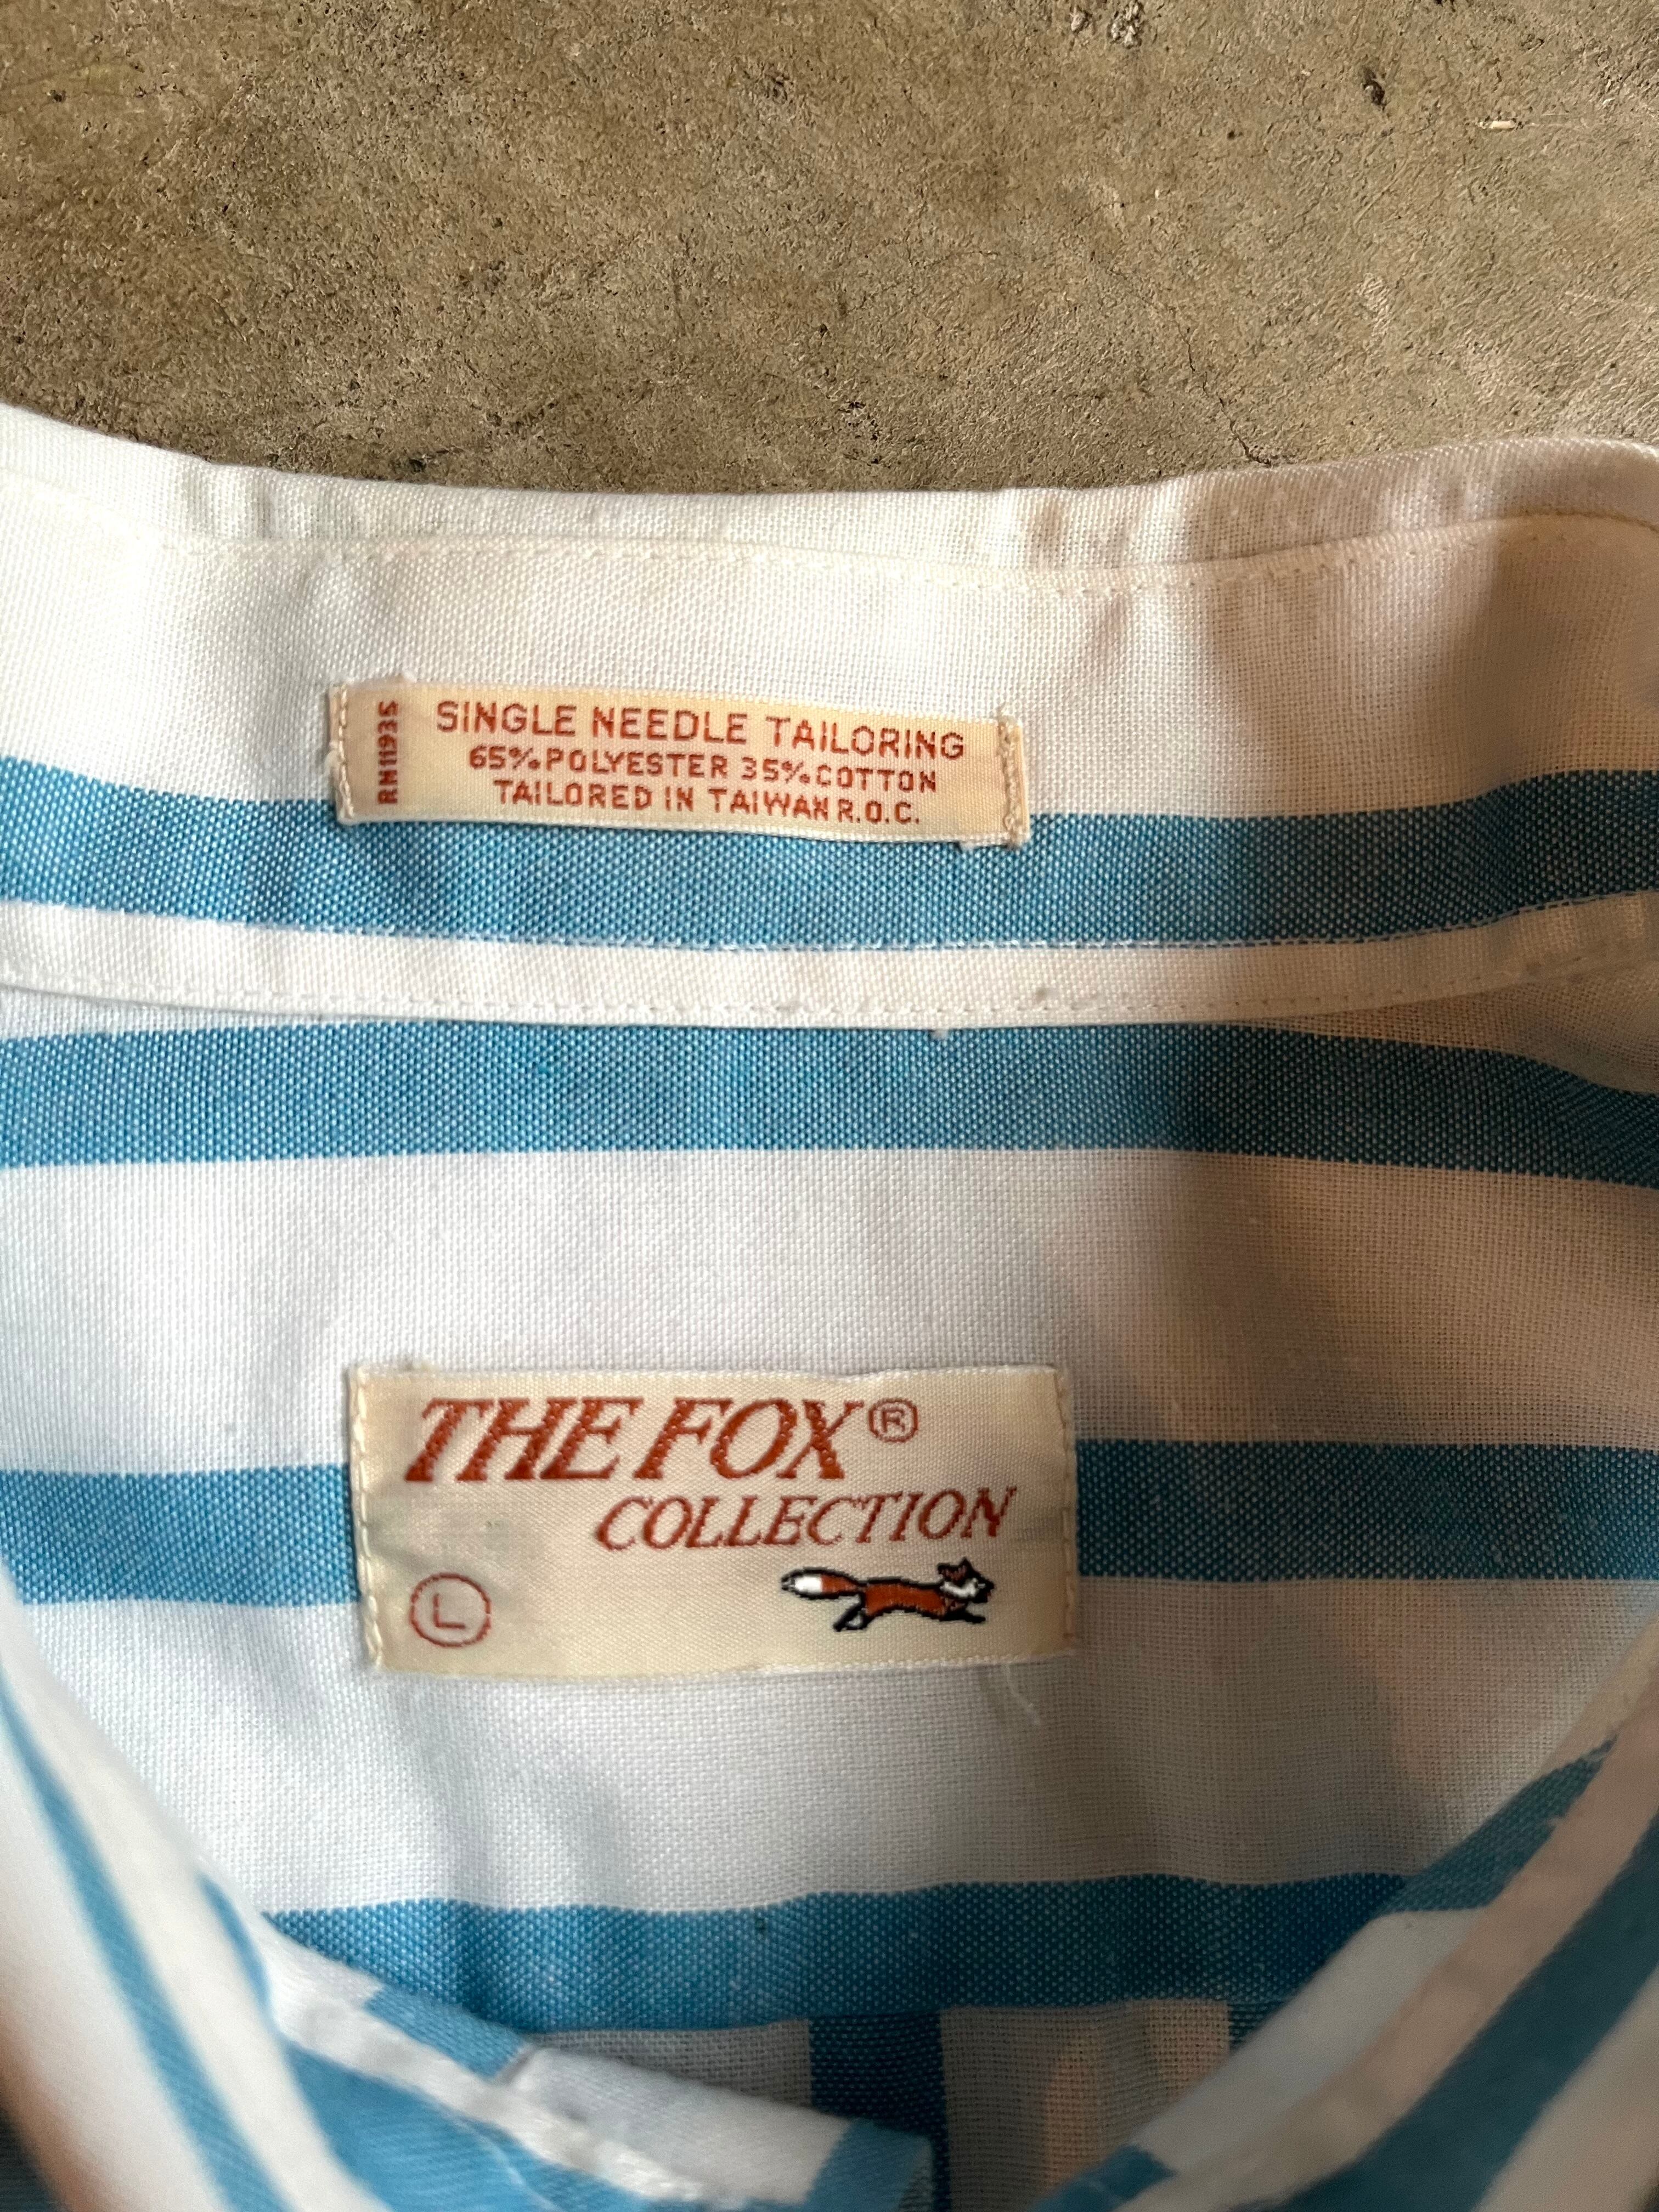 RN11935
SINGLE NEEDLE TAILORING
65% POLYESTER 35% COTTON
TAILORED IN TAIWAN R.O.C.
THE FOX®
COLLECTION
L